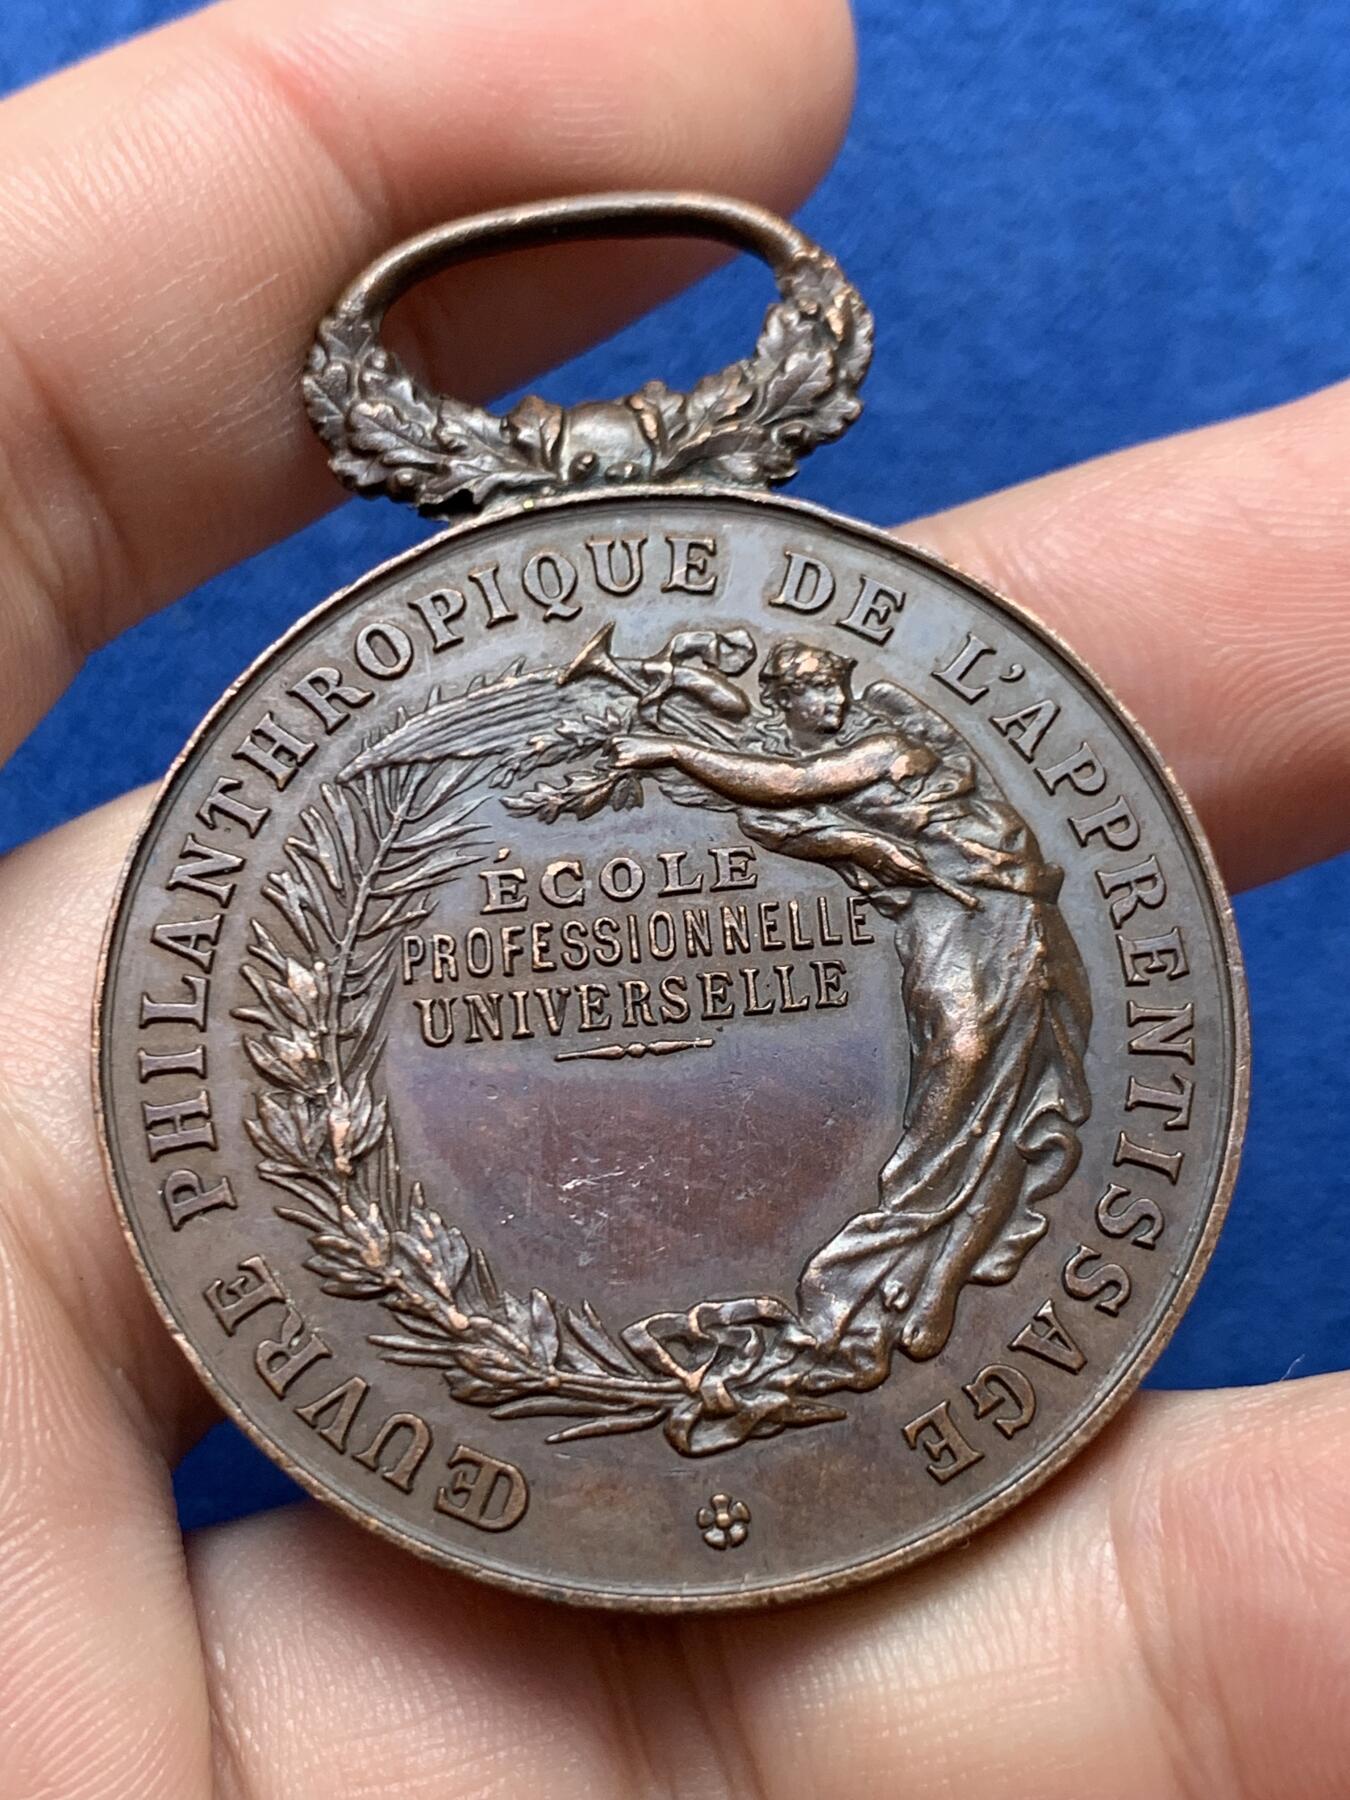 ŒUVRE PHILANTHROPIQUE DE L'APPRENTISSAGE
ÉCOLE
PROFESSIONNELLE
UNIVERSELLE